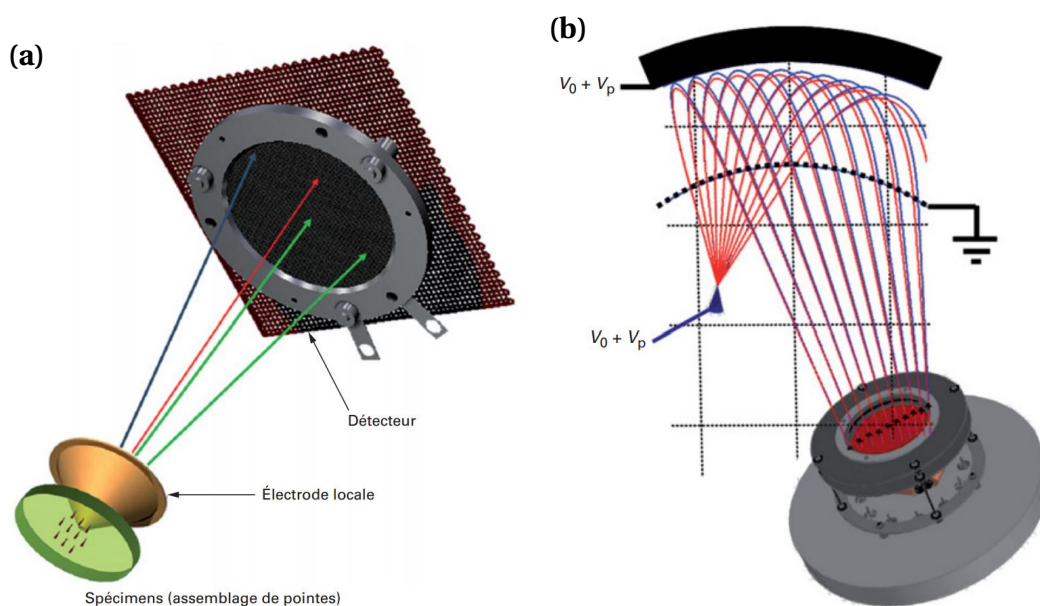 (a)
Détecteur
Électrode locale
Spécimens (assemblage de pointes)
(b)
V₀ + Vₚ
V₀ + Vₚ